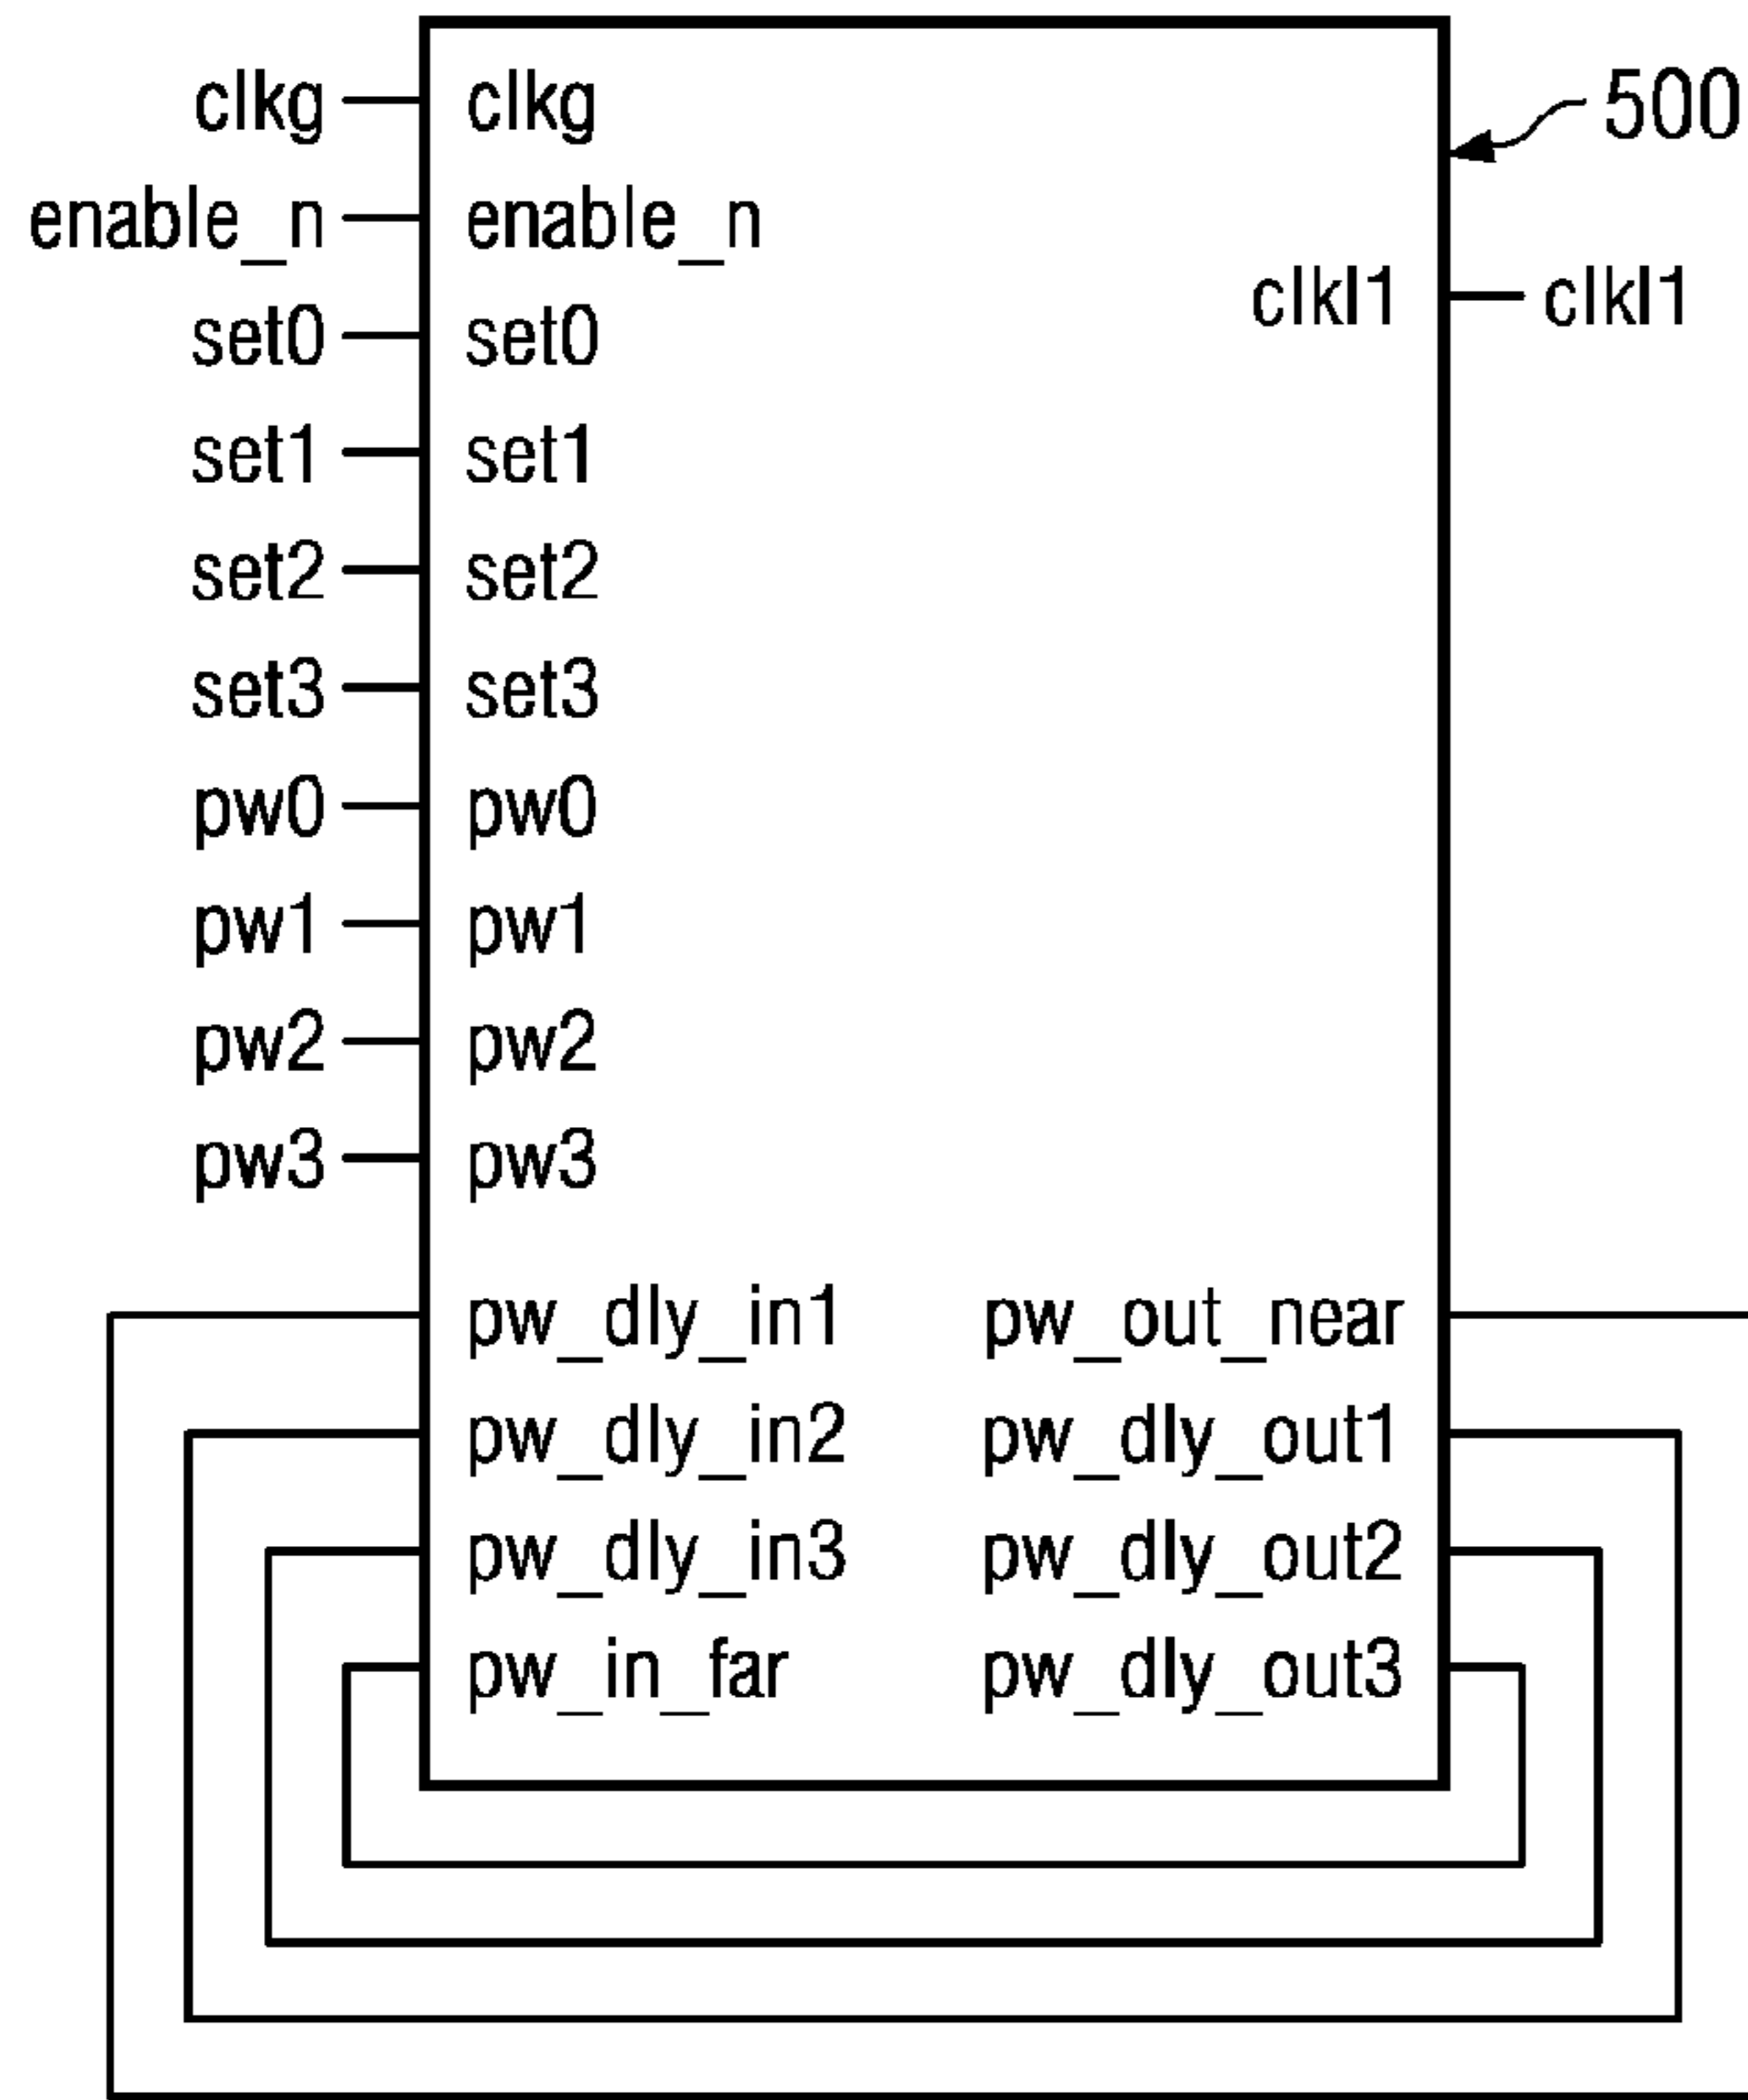 clkg clkg 500
enable_n enable_n
clkl1 clkl1
set0 set0
set1 set1
set2 set2
set3 set3
pw0 pw0
pw1 pw1
pw2 pw2
pw3 pw3
pw_dly_in1 pw_out_near
pw_dly_in2 pw_dly_out1
pw_dly_in3 pw_dly_out2
pw_in_far pw_dly_out3